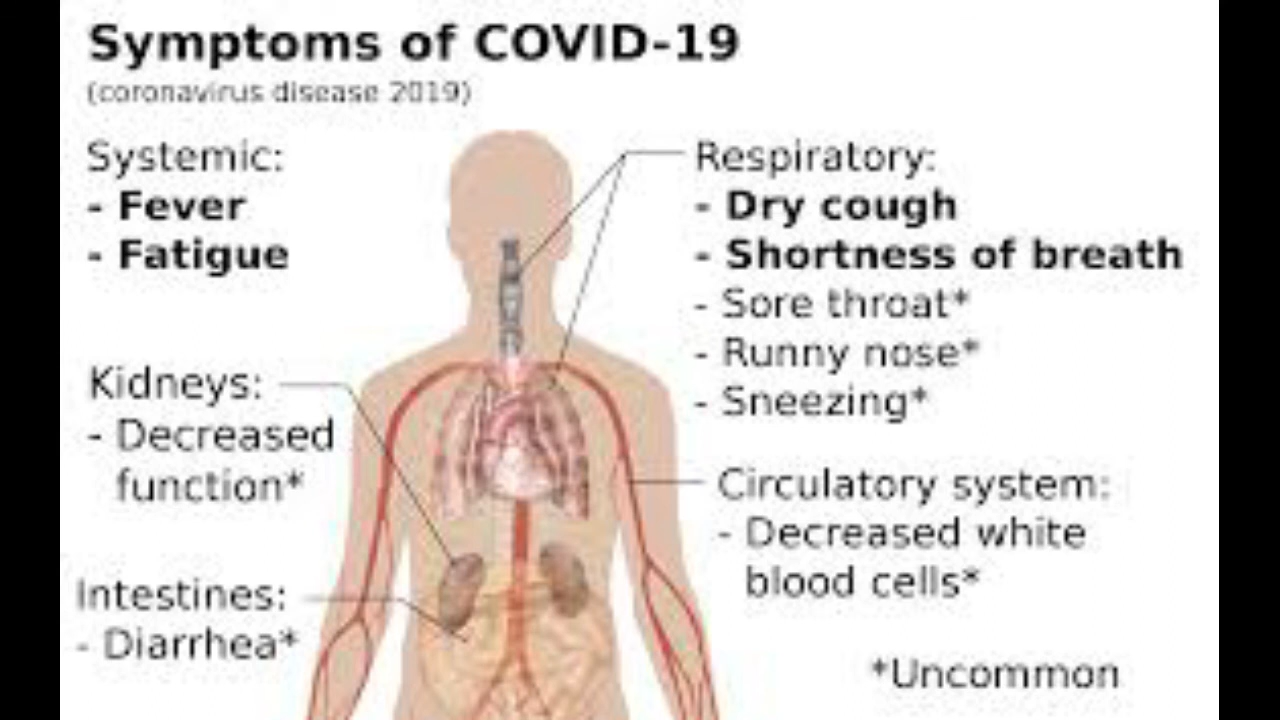 Symptoms of COVID-19
(coronavirus disease 2019)
Systemic:
- Fever
- Fatigue
Kidneys:
- Decreased
function*
Intestines:
- Diarrhea*
Respiratory:
- Dry cough
- Shortness of breath
- Sore throat*
- Runny nose*
- Sneezing*
Circulatory system:
- Decreased white
blood cells*
*Uncommon